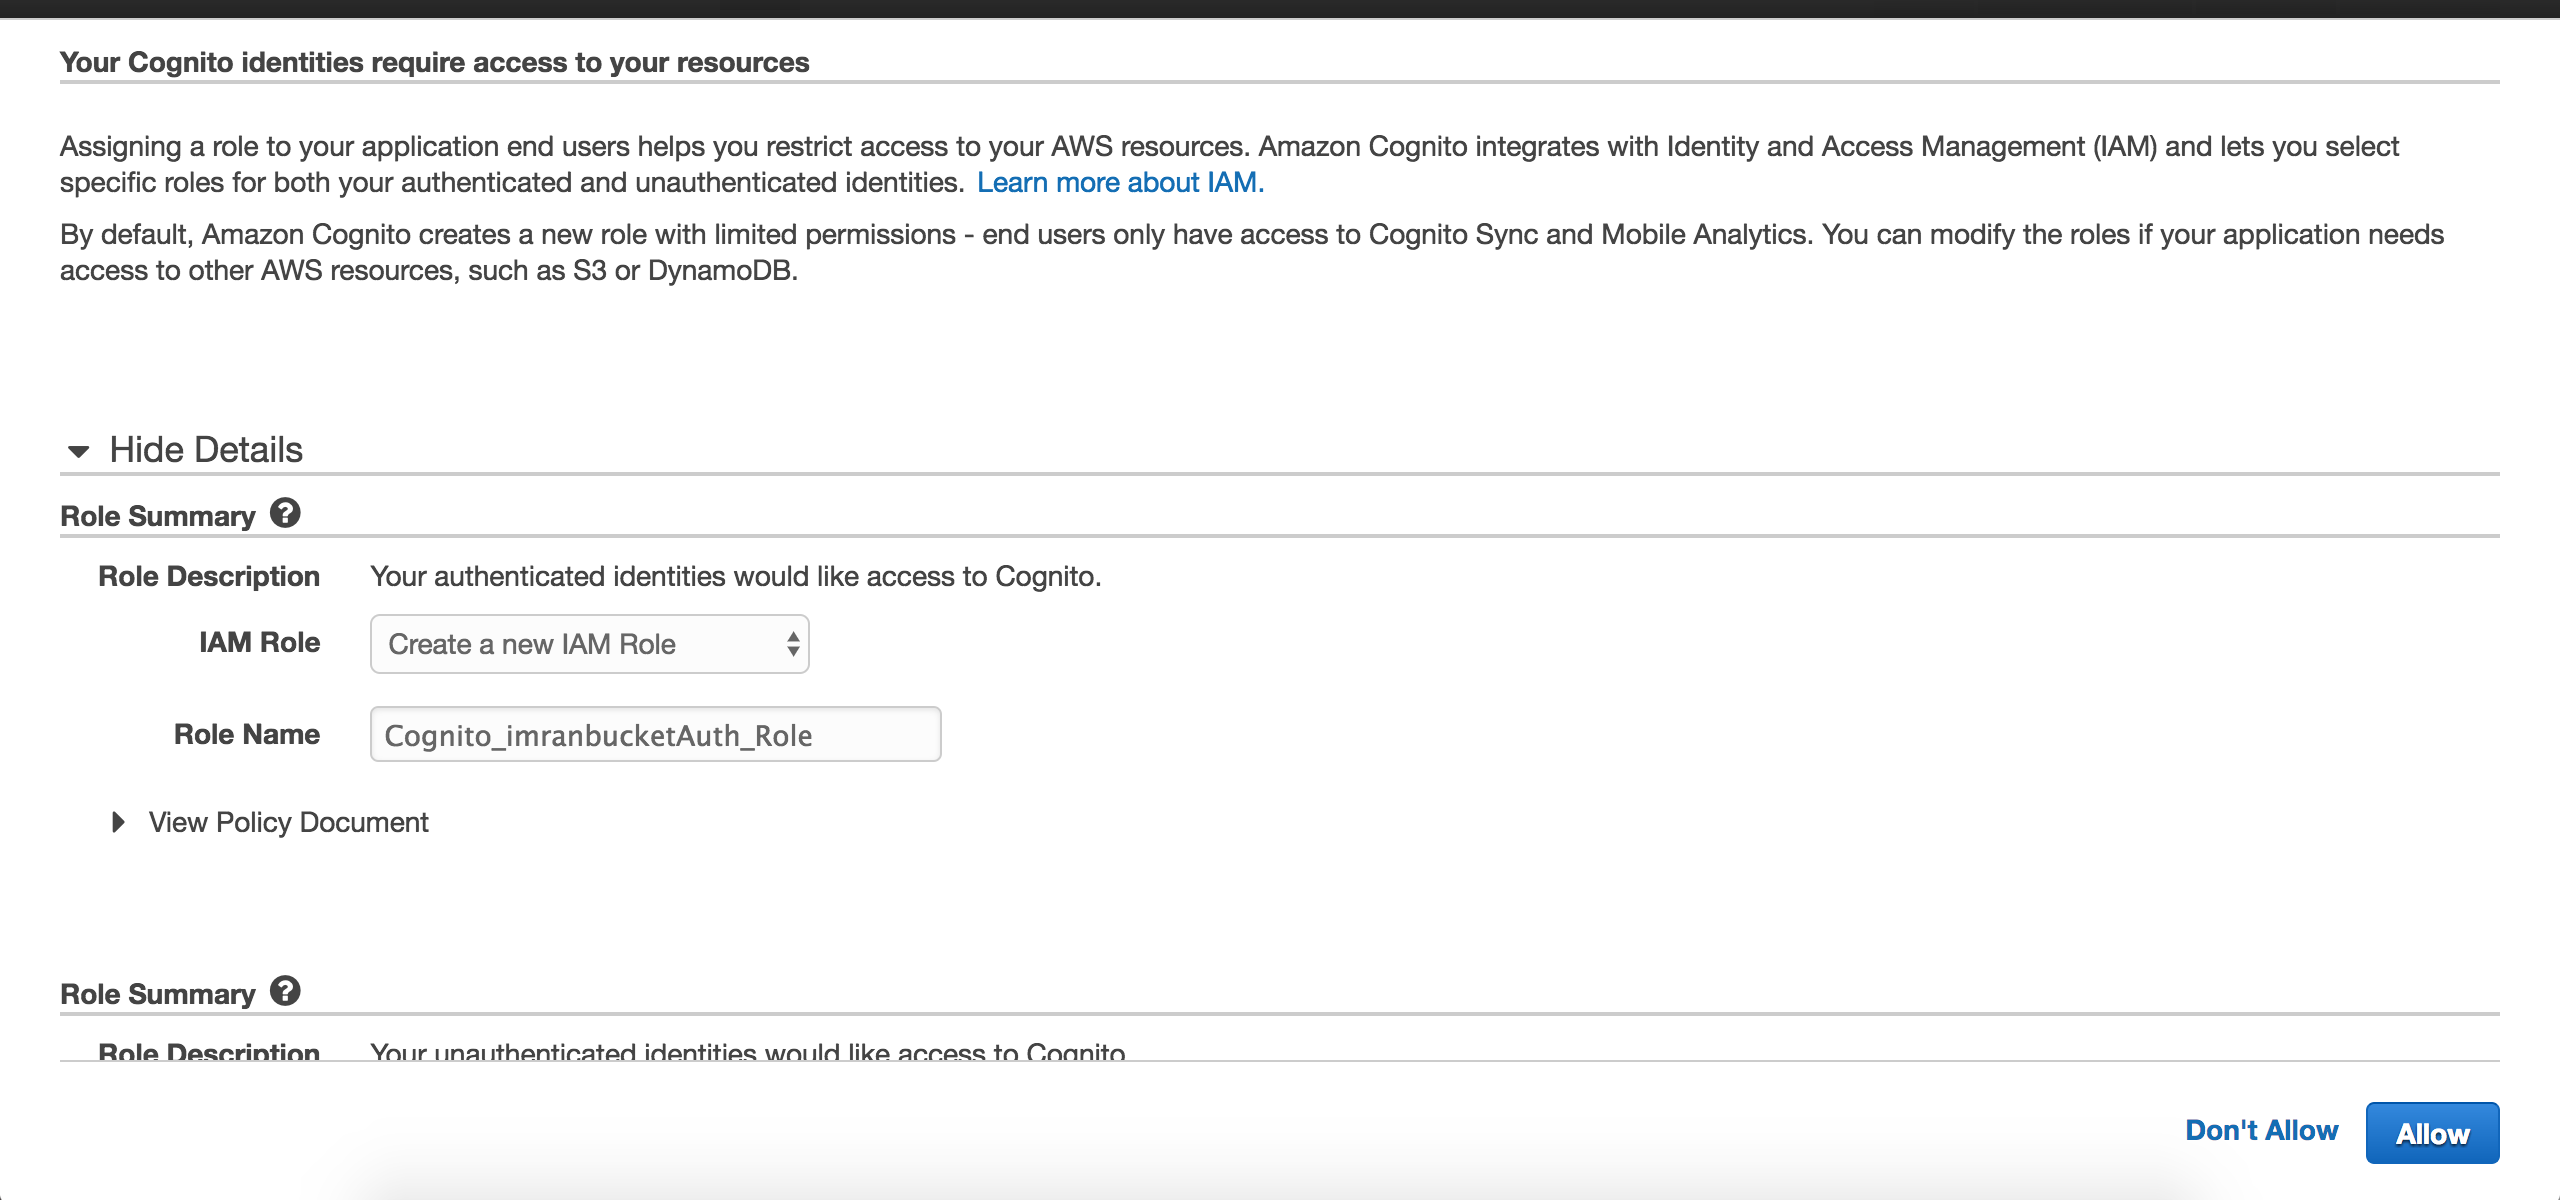 Your Cognito identities require access to your resources
Assigning a role to your application end users helps you restrict access to your AWS resources. Amazon Cognito integrates with Identity and Access Management (IAM) and lets you select
specific roles for both your authenticated and unauthenticated identities. Learn more about IAM.
By default, Amazon Cognito creates a new role with limited permissions - end users only have access to Cognito Sync and Mobile Analytics. You can modify the roles if your application needs
access to other AWS resources, such as S3 or DynamoDB.
Hide Details
Role Summary ?
Role Description Your authenticated identities would like access to Cognito.
IAM Role Create a new IAM Role
Role Name Cognito_imranbucketAuth_Role
View Policy Document
Role Summary ?
Role Description Your unauthenticated identities would like access to Cognito
Don't Allow Allow